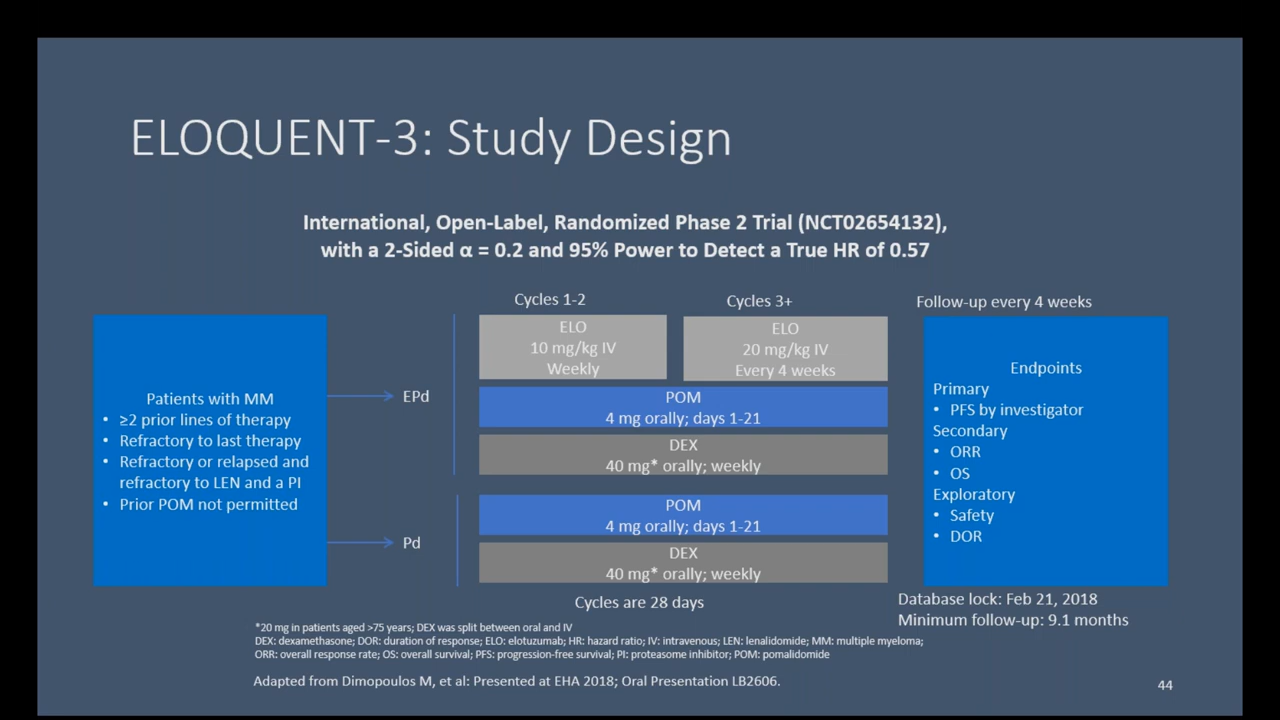 ELOQUENT-3: Study Design
International, Open-Label, Randomized Phase 2 Trial (NCT02654132),
with a 2-Sided α = 0.2 and 95% Power to Detect a True HR of 0.57
Patients with MM
• ≥2 prior lines of therapy
• Refractory to last therapy
• Refractory or relapsed and
refractory to LEN and a PI
• Prior POM not permitted
EPd
Pd
Cycles 1-2
ELO
10 mg/kg IV
Weekly
Cycles 3+
ELO
20 mg/kg IV
Every 4 weeks
POM
4 mg orally; days 1-21
DEX
40 mg* orally; weekly
POM
4 mg orally; days 1-21
DEX
40 mg* orally; weekly
Cycles are 28 days
Follow-up every 4 weeks
Endpoints
Primary
• PFS by investigator
Secondary
• ORR
• OS
Exploratory
• Safety
• DOR
Database lock: Feb 21, 2018
Minimum follow-up: 9.1 months
*20 mg in patients aged >75 years; DEX was split between oral and IV
DEX: dexamethasone; DOR: duration of response; ELO: elotuzumab; HR: hazard ratio; IV: intravenous; LEN: lenalidomide; MM: multiple myeloma;
ORR: overall response rate; OS: overall survival; PFS: progression-free survival; PI: proteasome inhibitor; POM: pomalidomide
Adapted from Dimopoulos M, et al: Presented at EHA 2018; Oral Presentation LB2606.
44